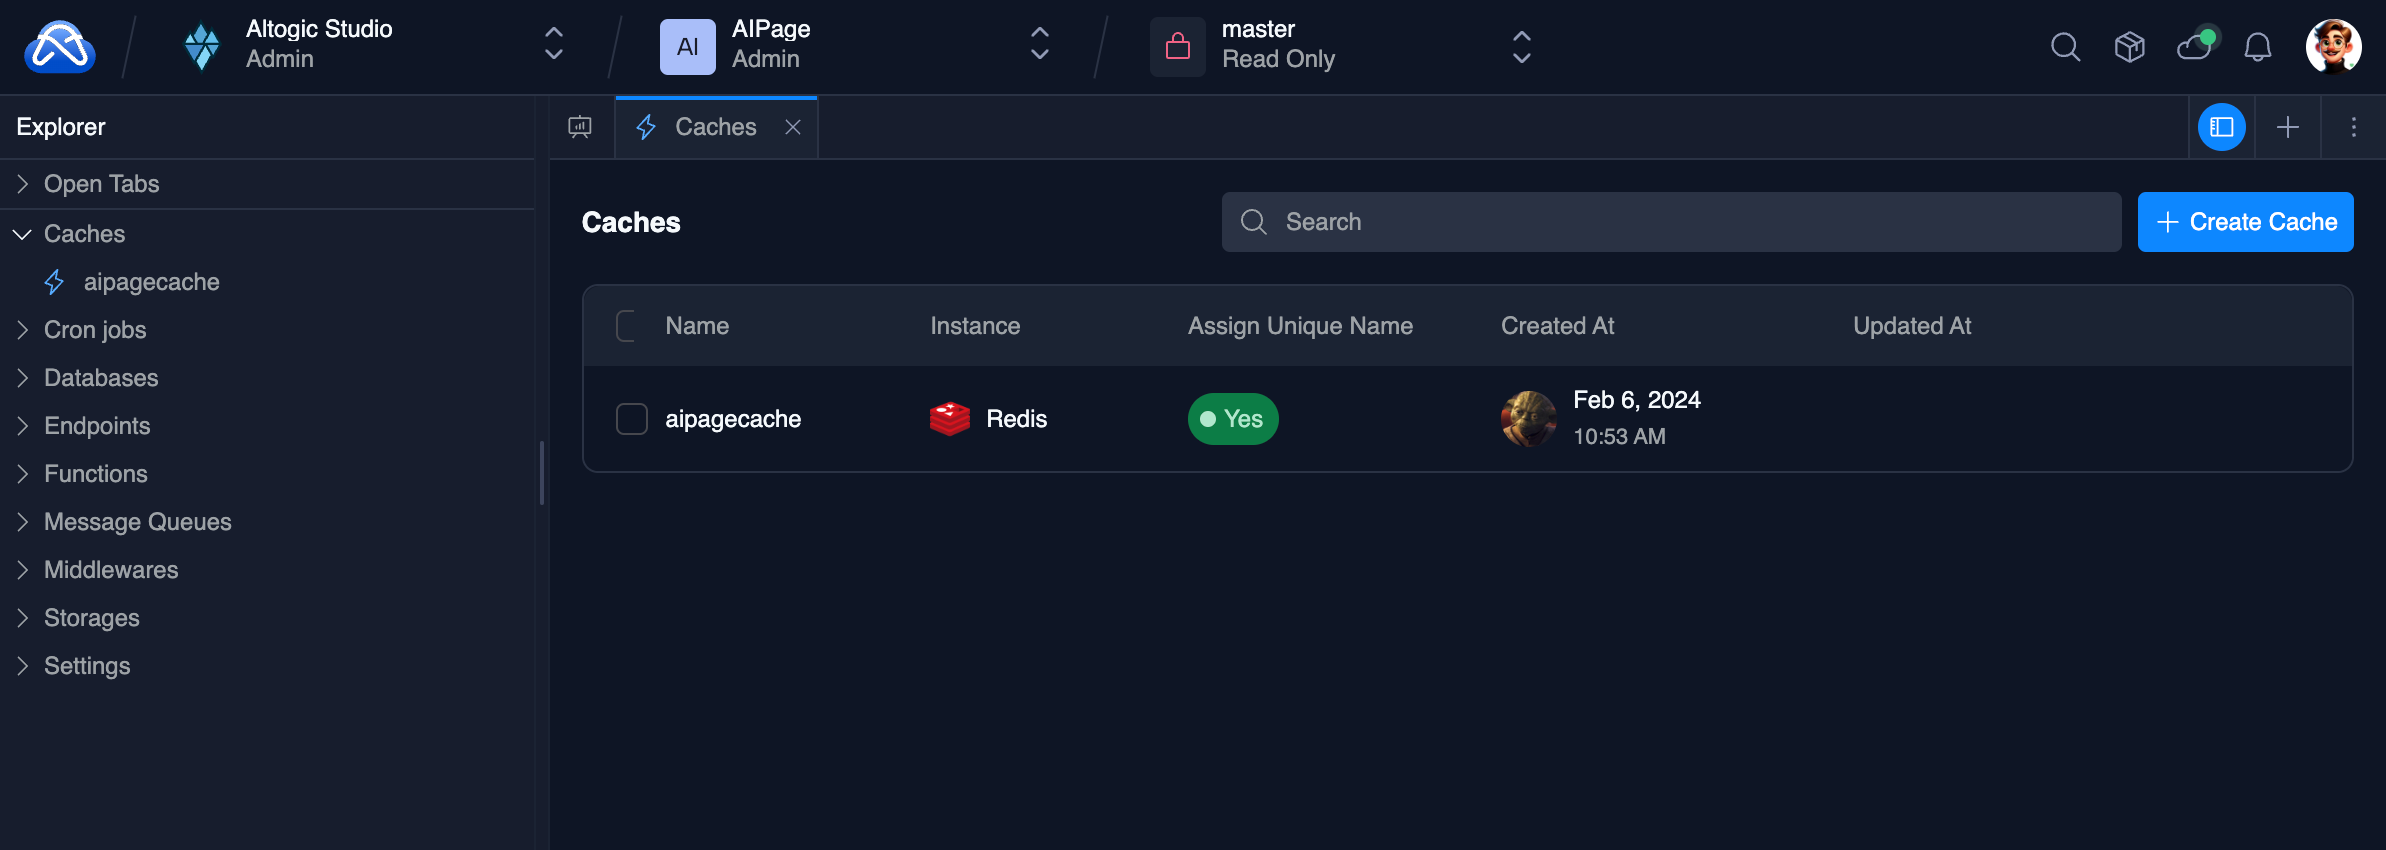 Altogic Studio
Admin
AI
AIPage
Admin
master
Read Only
Explorer
Open Tabs
Caches
aipagecache
Cron jobs
Databases
Endpoints
Functions
Message Queues
Middlewares
Storages
Settings
Caches
Caches
Search
Create Cache
Name Instance Assign Unique Name Created At Updated At
aipagecache Redis Yes Feb 6, 2024
10:53 AM